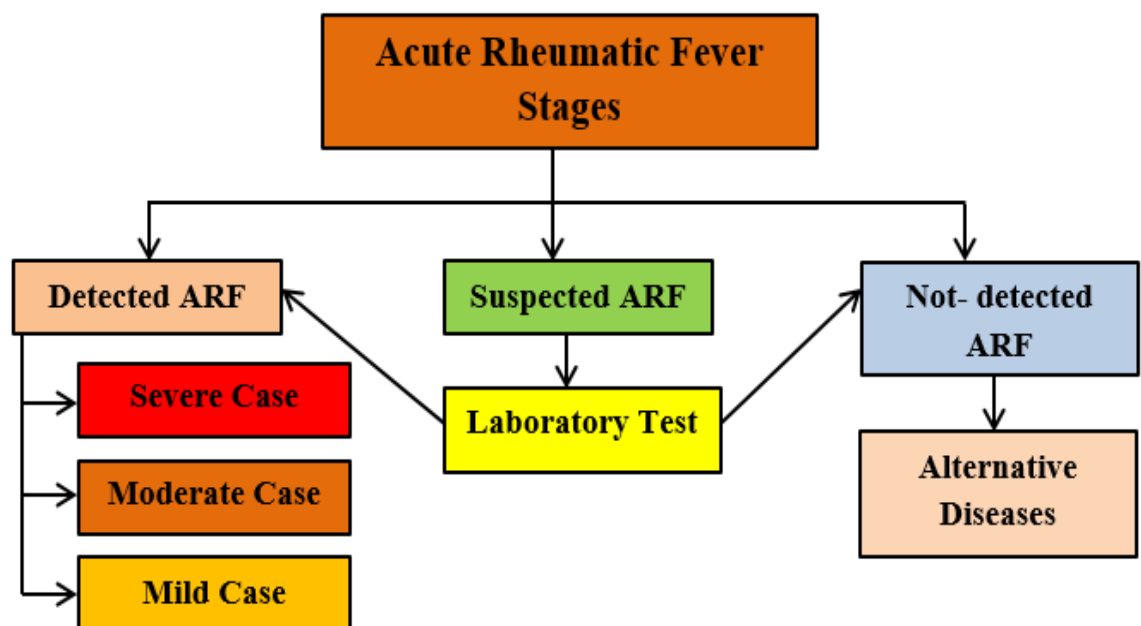 Acute Rheumatic Fever
Stages
Detected ARF
Suspected ARF
Not- detected
ARF
Severe Case
Laboratory Test
Moderate Case
Alternative
Diseases
Mild Case